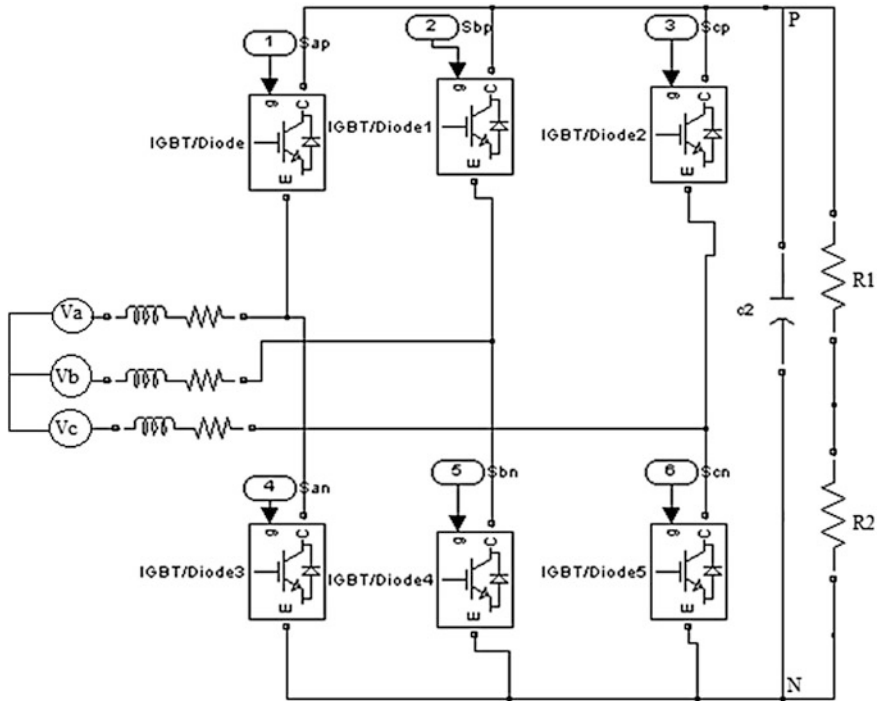 1 Sap
2 Sbp
3 Scp
P
g C
g C
g C
IGBT/Diode
IGBT/Diode1
IGBT/Diode2
E
E
E
Va
R1
c2
Vb
Vc
4 San
5 Sbn
6 Scn
g C
g C
g C
R2
IGBT/Diode3
IGBT/Diode4
IGBT/Diode5
E
E
E
N